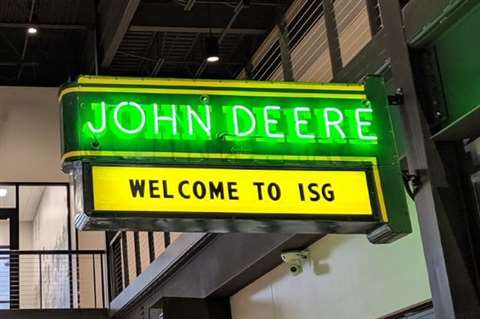 JOHN DEERE
WELCOME TO ISG